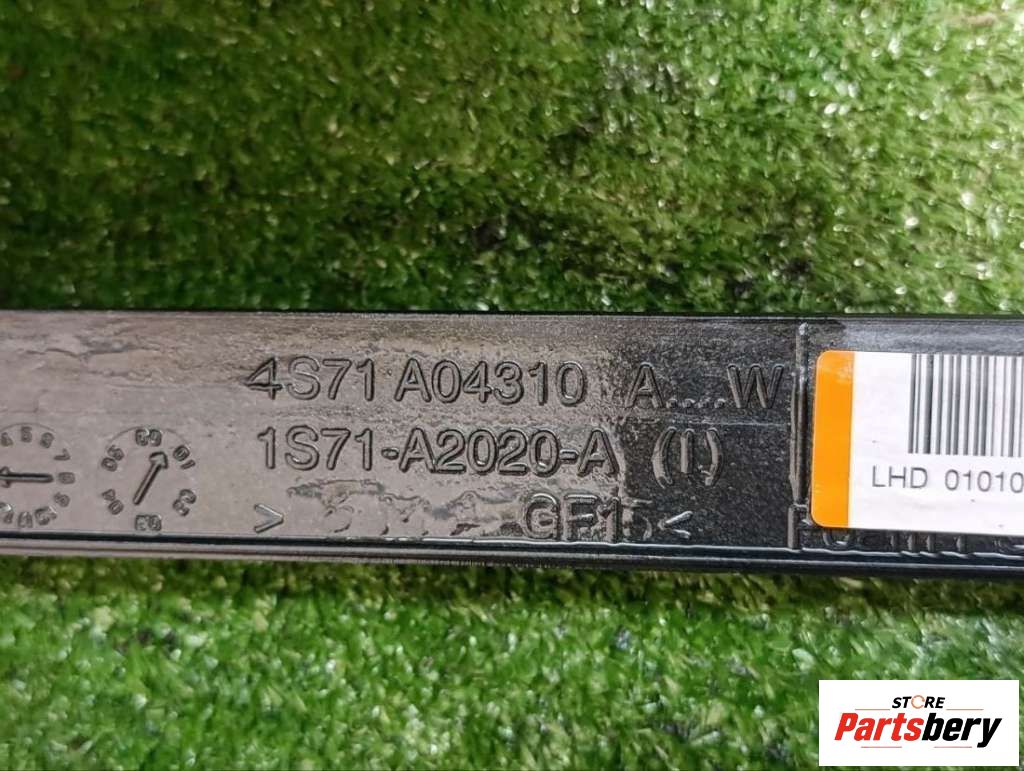 4S71 A04310 A....W
1S71-A2020-A (I)
GF15<
LHD 01010
STORE
Partsbery